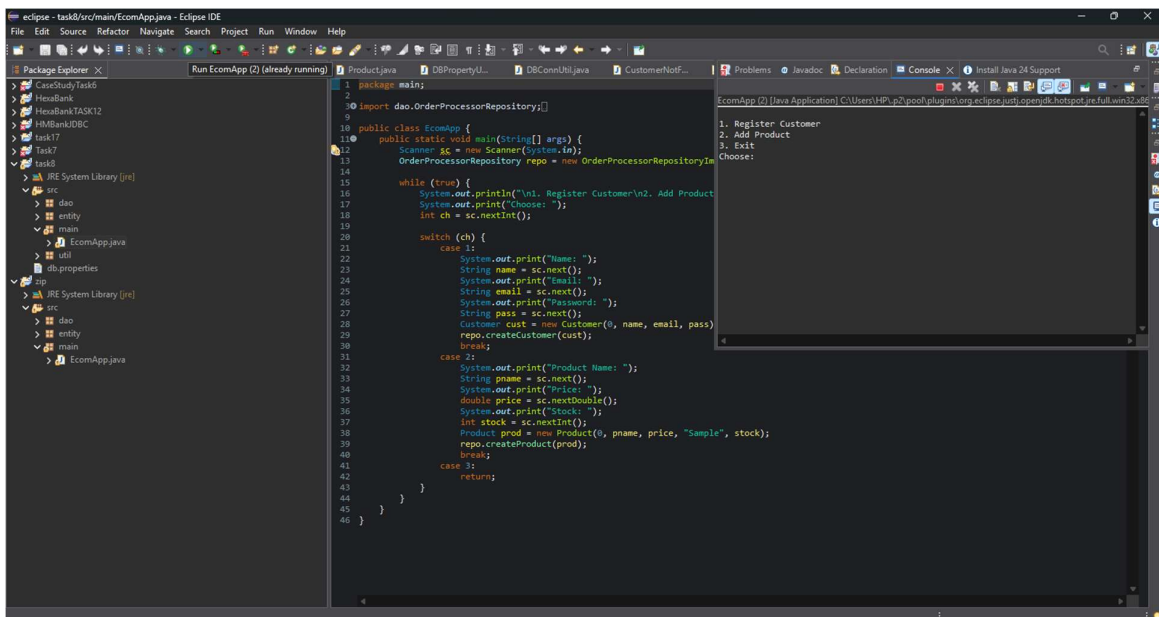 eclipse - task8/src/main/EcomApp.java - Eclipse IDE
File Edit Source Refactor Navigate Search Project Run Window Help
Package Explorer
Run EcomApp (2) (already running)
Product.java DBPropertyU... DBConnUtil.java CustomerNotF...
Problems Javadoc Declaration Console Install Java 24 Support
CaseStudyTask6
HexaBank
HexaBankTASK12
HMBankJDBC
task17
Task7
task8
JRE System Library [jre]
src
dao
entity
main
EcomApp.java
util
db.properties
zip
JRE System Library [jre]
src
dao
entity
main
EcomApp.java
1 package main;
2
3 import dao.OrderProcessorRepository;
9
10 public class EcomApp {
11 public static void main(String[] args) {
12 Scanner sc = new Scanner(System.in);
13 OrderProcessorRepository repo = new OrderProcessorRepositoryIm
14
15 while (true) {
16 System.out.println("\n1. Register Customer\n2. Add Product
17 System.out.print("Choose: ");
18 int ch = sc.nextInt();
19
20 switch (ch) {
21 case 1:
22 System.out.print("Name: ");
23 String name = sc.next();
24 System.out.print("Email: ");
25 String email = sc.next();
26 System.out.print("Password: ");
27 String pass = sc.next();
28 Customer cust = new Customer(0, name, email, pass)
29 repo.createCustomer(cust);
30 break;
31 case 2:
32 System.out.print("Product Name: ");
33 String pname = sc.next();
34 System.out.print("Price: ");
35 double price = sc.nextDouble();
36 System.out.print("Stock: ");
37 int stock = sc.nextInt();
38 Product prod = new Product(0, pname, price, "Sample", stock);
39 repo.createProduct(prod);
40 break;
41 case 3:
42 return;
43 }
44 }
45 }
46 }
EcomApp (2) [Java Application] C:\Users\HP\.p2\pool\plugins\org.eclipse.justj.openjdk.hotspot.jre.full.win32.x86
1. Register Customer
2. Add Product
3. Exit
Choose: